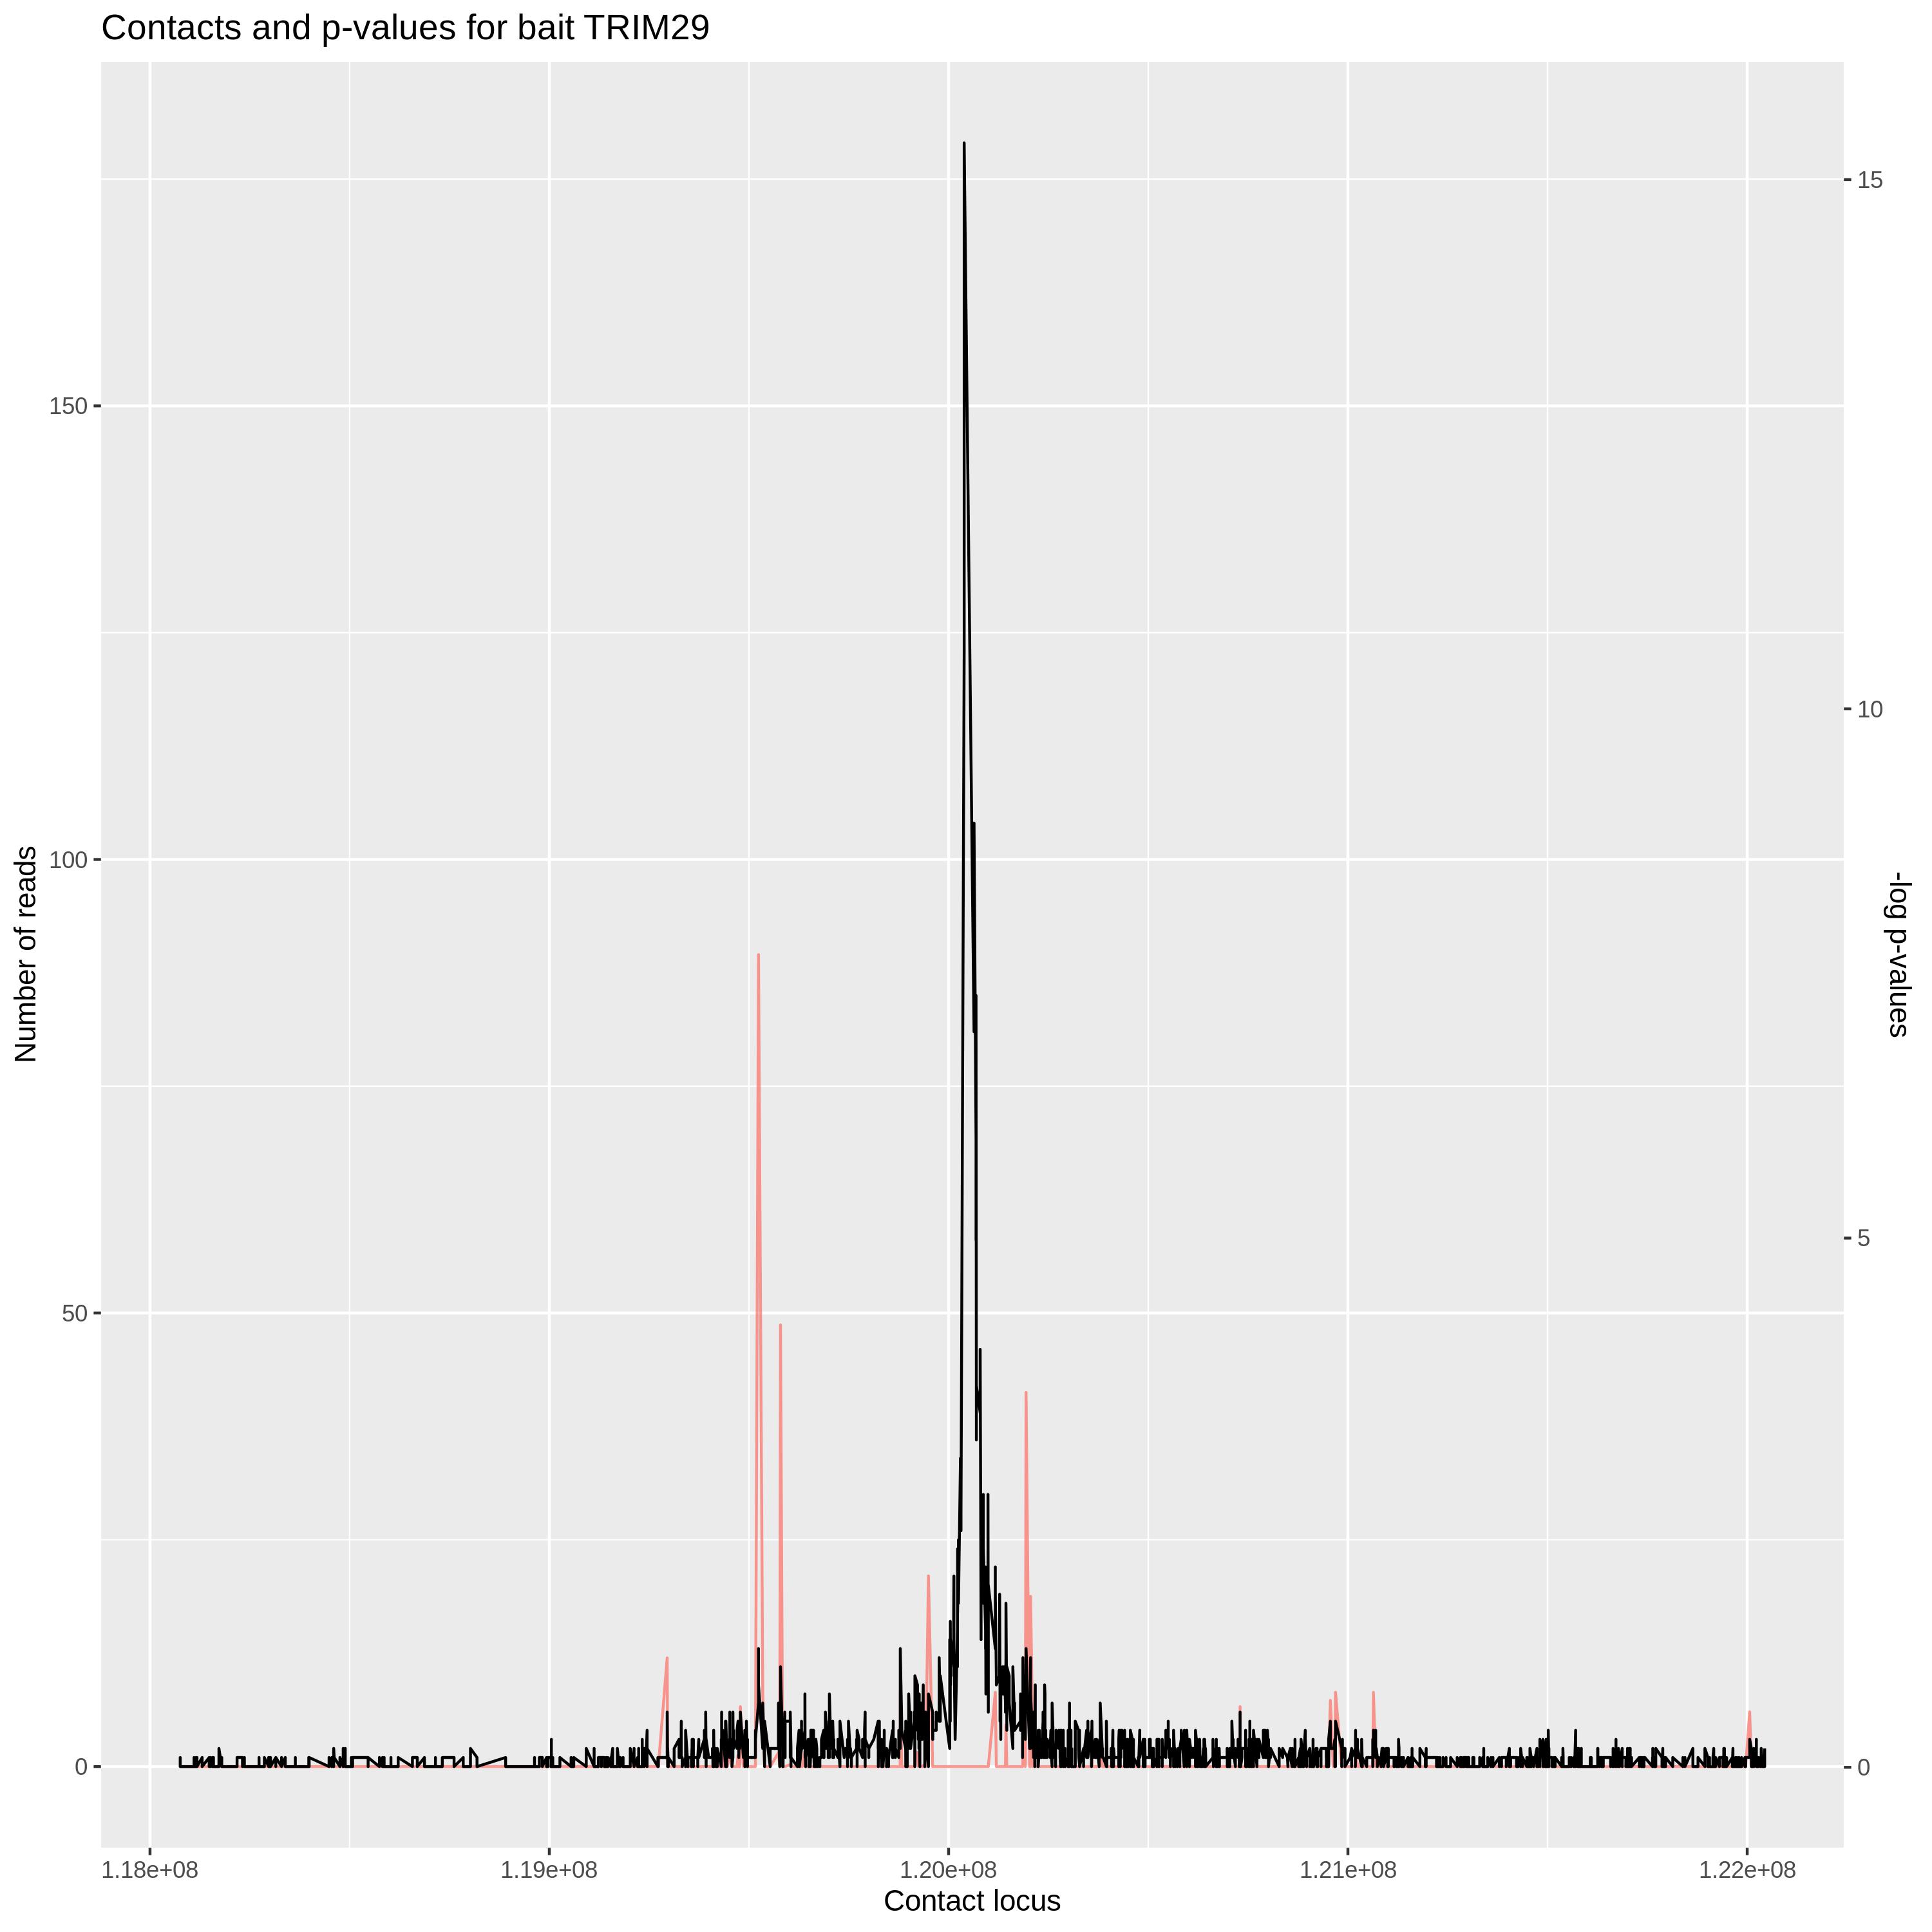 Contacts and p-values for bait TRIM29
150
100
50
0
Number of reads
15
10
5
0
-log p-values
1.18e+08
1.19e+08
1.20e+08
1.21e+08
1.22e+08
Contact locus